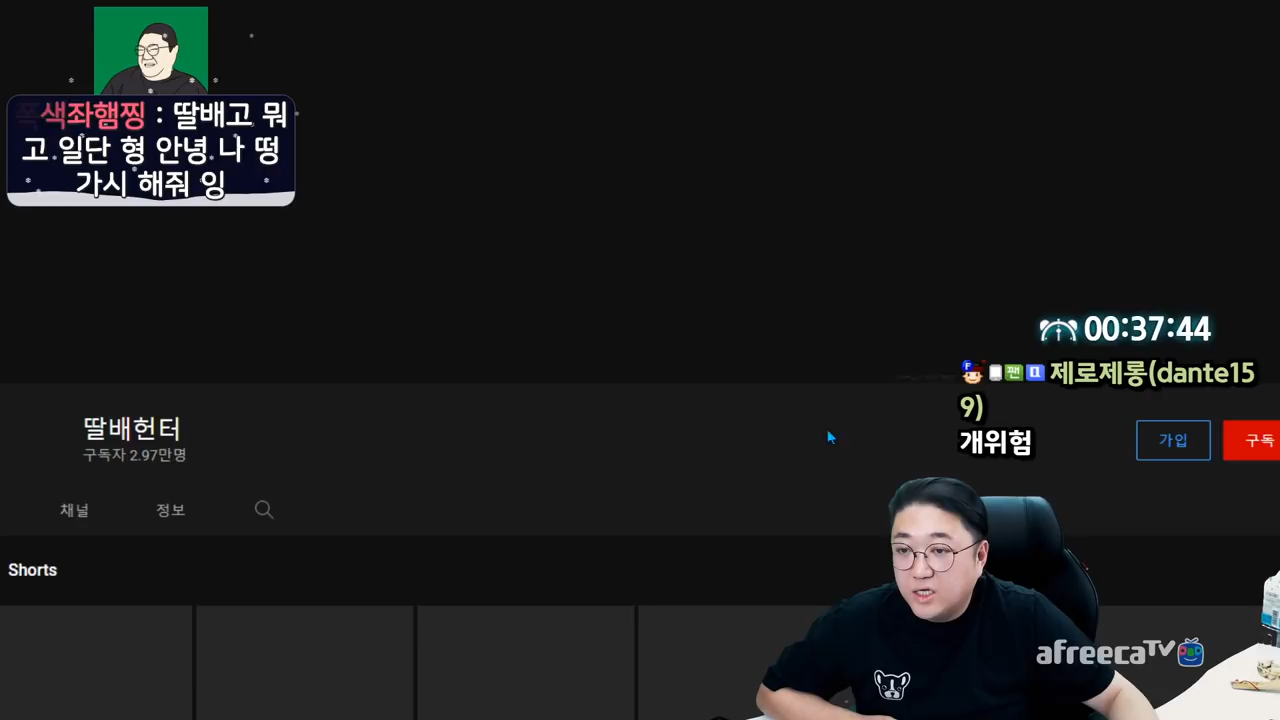 폭색좌햄찡 : 딸배고 뭐
고 일단 형 안녕 나 떵
가시 해줘 잉
00:37:44
제로제롱(dante15
9)
개위험
딸배헌터
구독자 2.97만명
가입
구독
채널
정보
Shorts
afreecaTV